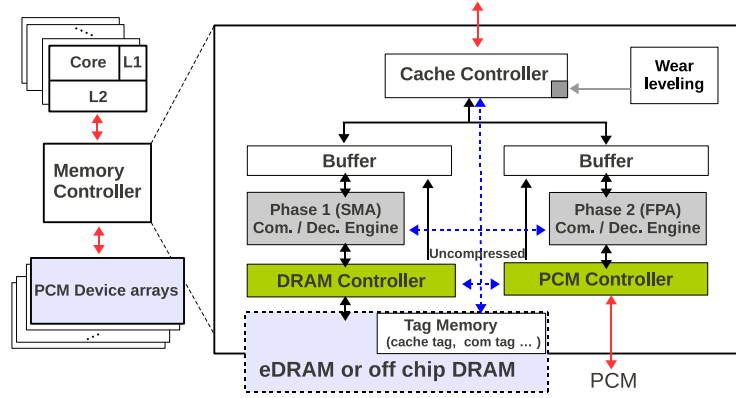 Core
L1
L2
Memory
Controller
PCM Device arrays
Cache Controller
Wear
leveling
Buffer
Buffer
Phase 1 (SMA)
Com. / Dec. Engine
Phase 2 (FPA)
Com. / Dec. Engine
Uncompressed
DRAM Controller
PCM Controller
Tag Memory
(cache tag, com tag ... )
eDRAM or off chip DRAM
PCM